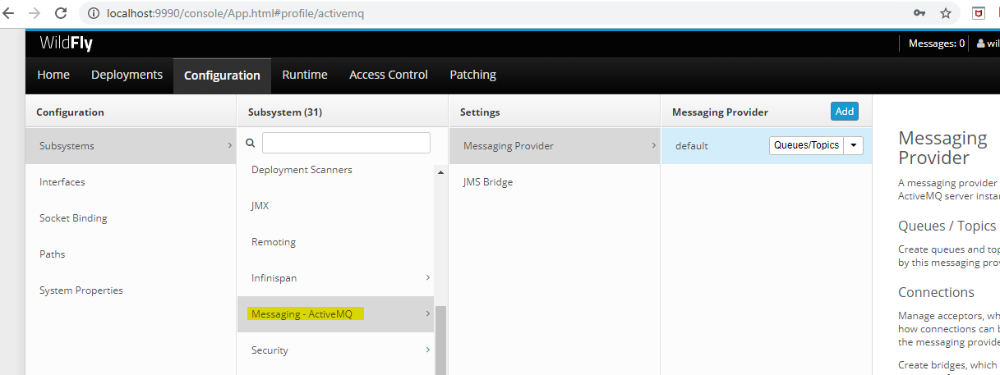 localhost:9990/console/App.html#profile/activemq
WildFly
Messages: 0
wil
Home Deployments Configuration Runtime Access Control Patching
Configuration
Subsystems
Interfaces
Socket Binding
Paths
System Properties
Subsystem (31)
Deployment Scanners
JMX
Remoting
Infinispan
Messaging - ActiveMQ
Security
Settings
Messaging Provider
JMS Bridge
Messaging Provider Add
default Queues/Topics
Messaging
Provider
A messaging provider
ActiveMQ server instan
Queues / Topics
Create queues and top
by this messaging prov
Connections
Manage acceptors, wh
how connections can b
the messaging provide
Create bridges, which